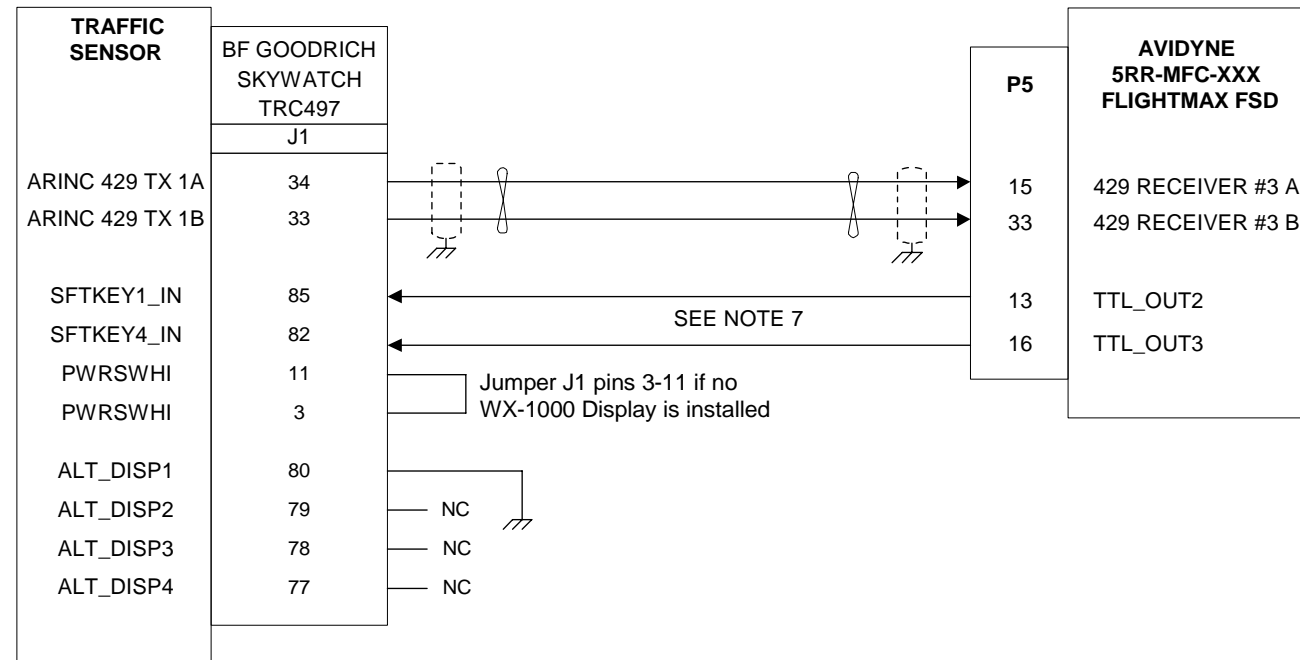 TRAFFIC
SENSOR
BF GOODRICH
SKYWATCH
TRC497
J1
P5
AVIDYNE
5RR-MFC-XXX
FLIGHTMAX FSD
ARINC 429 TX 1A 34 15 429 RECEIVER #3 A
ARINC 429 TX 1B 33 33 429 RECEIVER #3 B
SFTKEY1_IN 85 13 TTL_OUT2
SEE NOTE 7
SFTKEY4_IN 82 16 TTL_OUT3
PWRSWHI 11 Jumper J1 pins 3-11 if no
PWRSWHI 3 WX-1000 Display is installed
ALT_DISP1 80
ALT_DISP2 79 NC
ALT_DISP3 78 NC
ALT_DISP4 77 NC